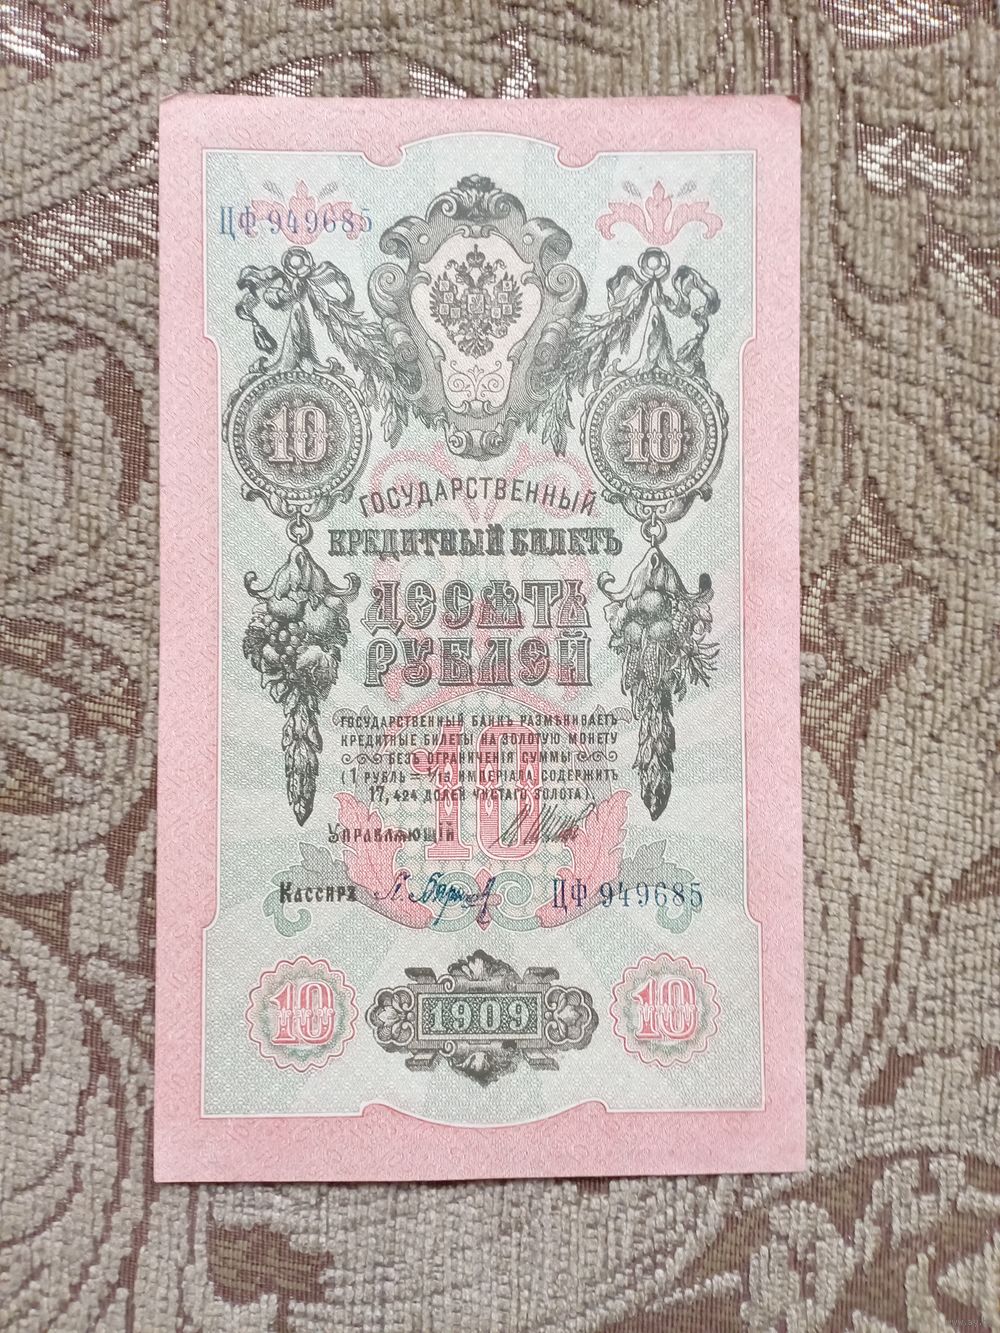 ЦФ 949685
10 10
ГОСУДАРСТВЕННЫЙ
КРЕДИТНЫЙ БИЛЕТЪ
ДЕСЯТЬ
РУБЛЕЙ
ГОСУДАРСТВЕННЫЙ БАНКЪ РАЗМѢНИВАЕТЪ
КРЕДИТНЫЕ БИЛЕТЫ НА ЗОЛОТУЮ МОНЕТУ
БЕЗЪ ОГРАНИЧЕНІЯ СУММЫ
(1 РУБЛЬ = 1/15 ИМПЕРІАЛА, СОДЕРЖИТЪ
17,424 ДОЛЕЙ ЧИСТАГО ЗОЛОТА).
10
УПРАВЛЯЮЩІЙ
КАССИРЪ ЦФ 949685
10 1909 10